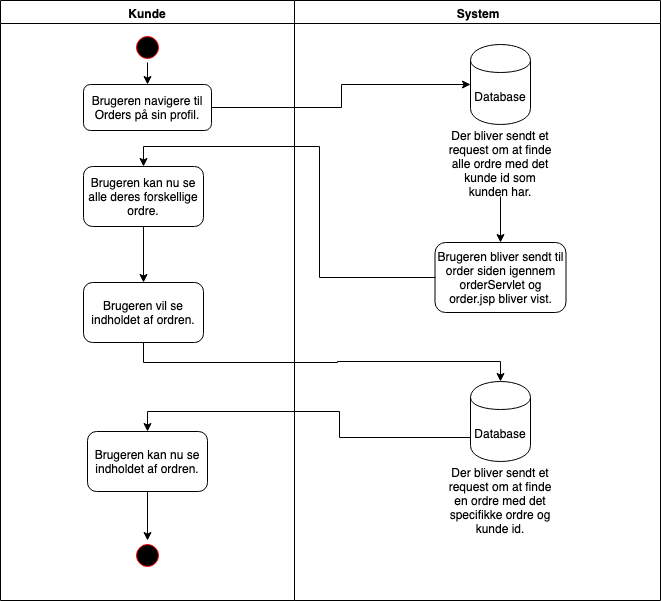 Kunde
System
Brugeren navigere til
Orders på sin profil.
Database
Der bliver sendt et
request om at finde
alle ordre med det
kunde id som
kunden har.
Brugeren kan nu se
alle deres forskellige
ordre.
Brugeren bliver sendt til
order siden igennem
orderServlet og
order.jsp bliver vist.
Brugeren vil se
indholdet af ordren.
Database
Der bliver sendt et
request om at finde
en ordre med det
specifikke ordre og
kunde id.
Brugeren kan nu se
indholdet af ordren.